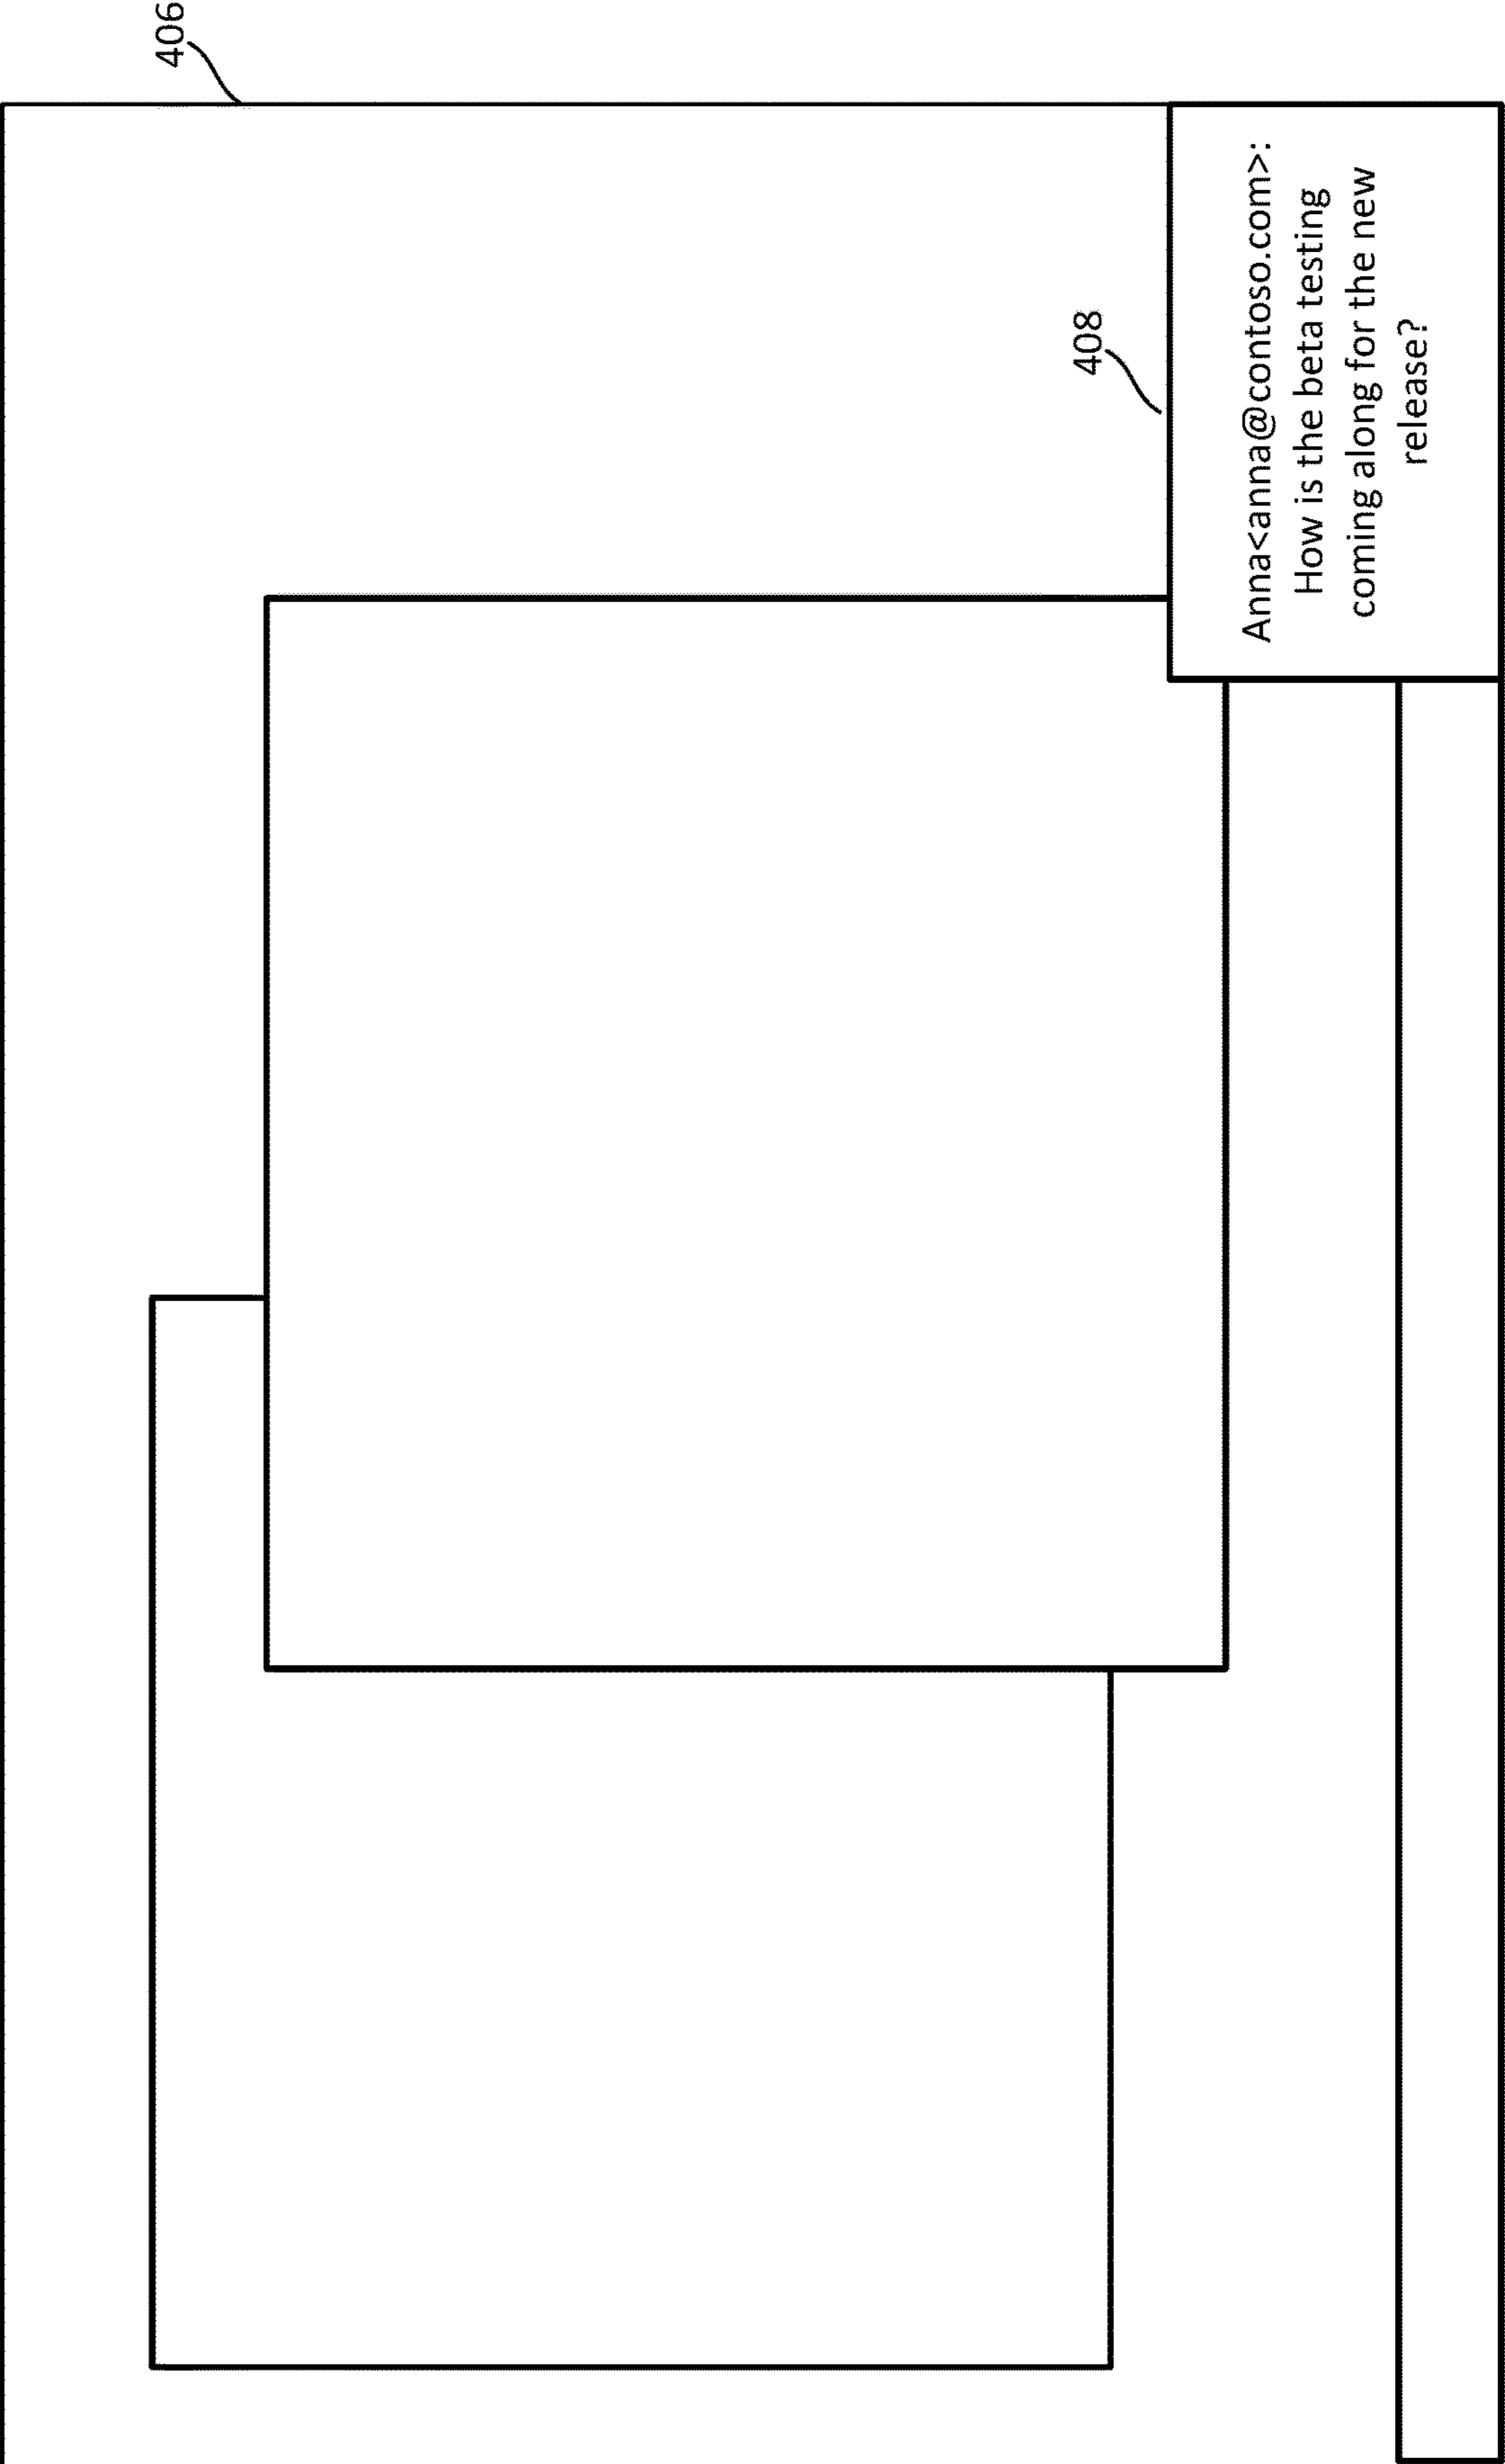 406
408
Anna<anna@contoso.com>:
How is the beta testing
coming along for the new
release?